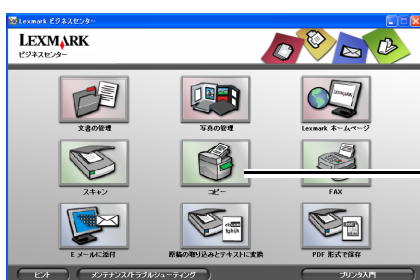 Lexmark ビジネスセンター
LEXMARK
ビジネスセンター
文書の管理
写真の管理
Lexmark ホームページ
スキャン
コピー
FAX
E メールに添付
原稿の取り込みとテキストに変換
PDF 形式で保存
ヒント
メンテナンス/トラブルシューティング
プリンタ入門